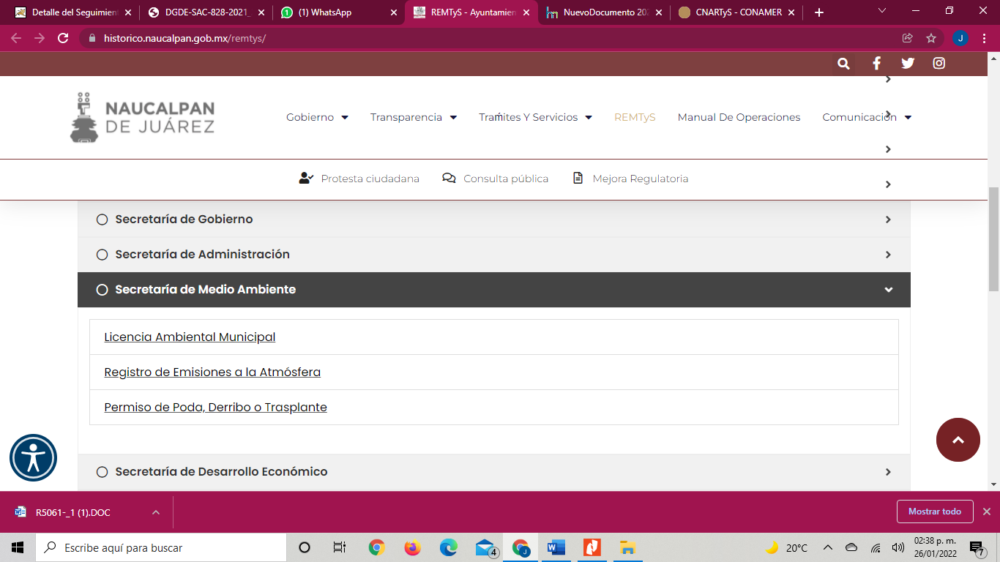 Detalle del Seguimien
DGDE-SAC-828-2021_
(1) WhatsApp
REMTyS – Ayuntamien
NuevoDocumento 202
CNARTyS - CONAMER
historico.naucalpan.gob.mx/remtys/
J
NAUCALPAN
DE JUÁREZ
Gobierno
Transparencia
Tramites Y Servicios
REMTyS
Manual De Operaciones
Comunicación
Protesta ciudadana
Consulta pública
Mejora Regulatoria
Secretaría de Gobierno
Secretaría de Administración
Secretaría de Medio Ambiente
Licencia Ambiental Municipal
Registro de Emisiones a la Atmósfera
Permiso de Poda, Derribo o Trasplante
Secretaría de Desarrollo Económico
R5061-_1 (1).DOC
Mostrar todo
Escribe aquí para buscar
4
J
20°C
02:38 p. m.
26/01/2022
7